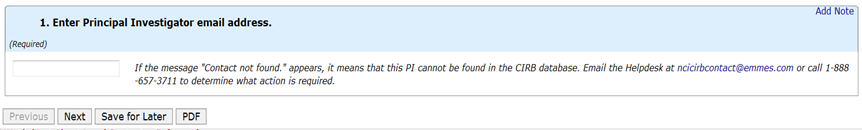 Add Note
1. Enter Principal Investigator email address.
(Required)
If the message "Contact not found." appears, it means that this PI cannot be found in the CIRB database. Email the Helpdesk at ncicirbcontact@emmes.com or call 1-888
-657-3711 to determine what action is required.
Previous Next Save for Later PDF